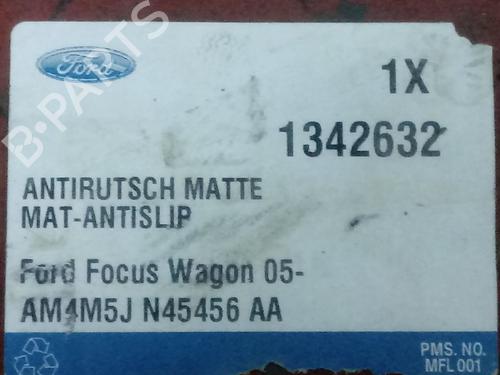 Ford
1X
1342632
ANTIRUTSCH MATTE
MAT-ANTISLIP
Ford Focus Wagon 05-
AM4M5J N45456 AA
PMS. NO.
MFL 001
B-PARTS